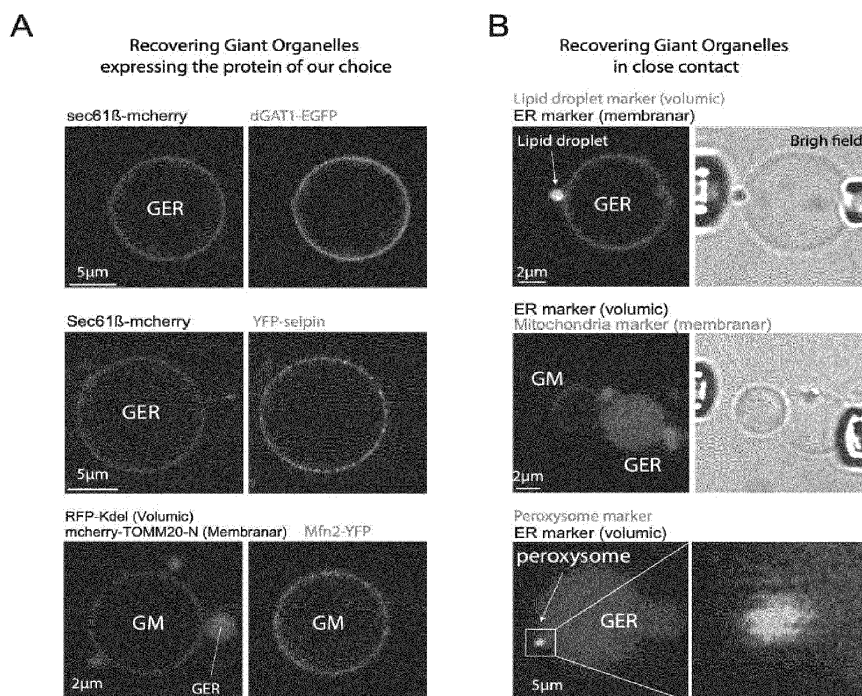 A
Recovering Giant Organelles
expressing the protein of our choice
sec61ß-mcherry
dGAT1-EGFP
GER
5µm
Sec61ß-mcherry
YFP-seipin
GER
5µm
RFP-Kdel (Volumic)
mcherry-TOMM20-N (Membranar)
Mfn2-YFP
GM
GM
2µm
GER
B
Recovering Giant Organelles
in close contact
Lipid droplet marker (volumic)
ER marker (membranar)
Lipid droplet
Brigh field
GER
2µm
ER marker (volumic)
Mitochondria marker (membranar)
GM
GER
2µm
Peroxysome marker
ER marker (volumic)
peroxysome
GER
5µm